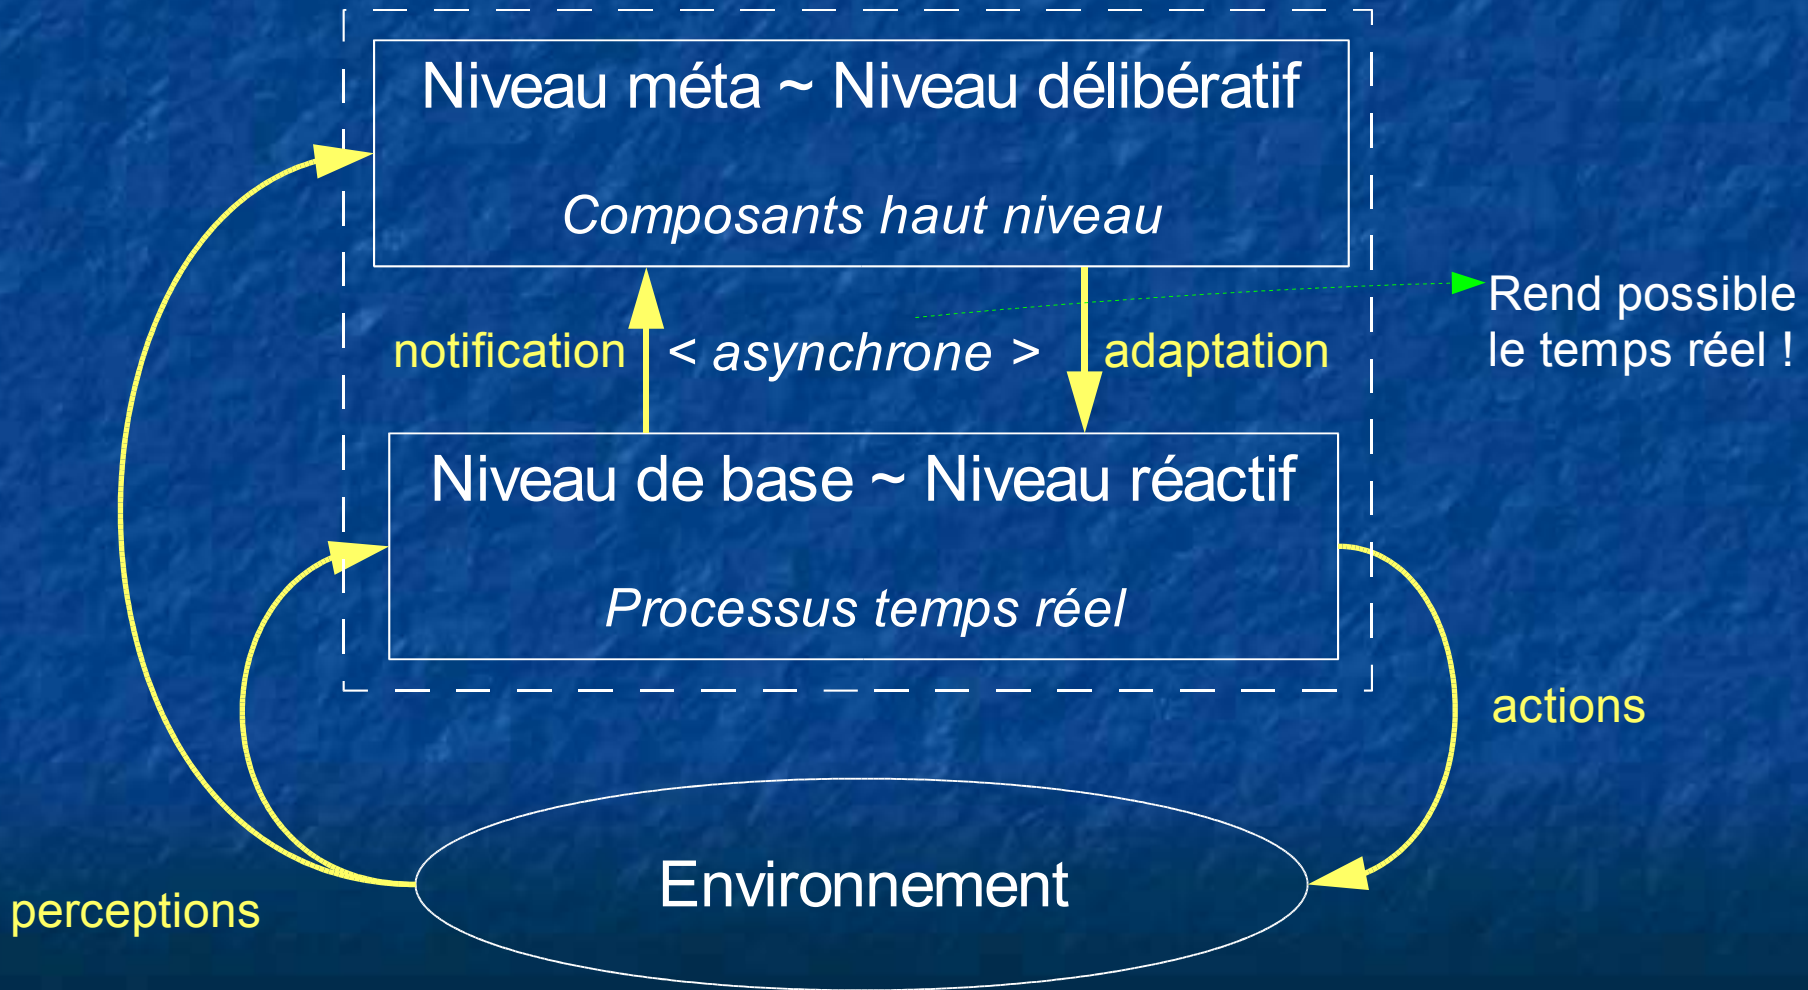 Niveau méta ~ Niveau délibératif
Composants haut niveau
notification
< asynchrone >
adaptation
Rend possible
le temps réel !
Niveau de base ~ Niveau réactif
Processus temps réel
actions
Environnement
perceptions